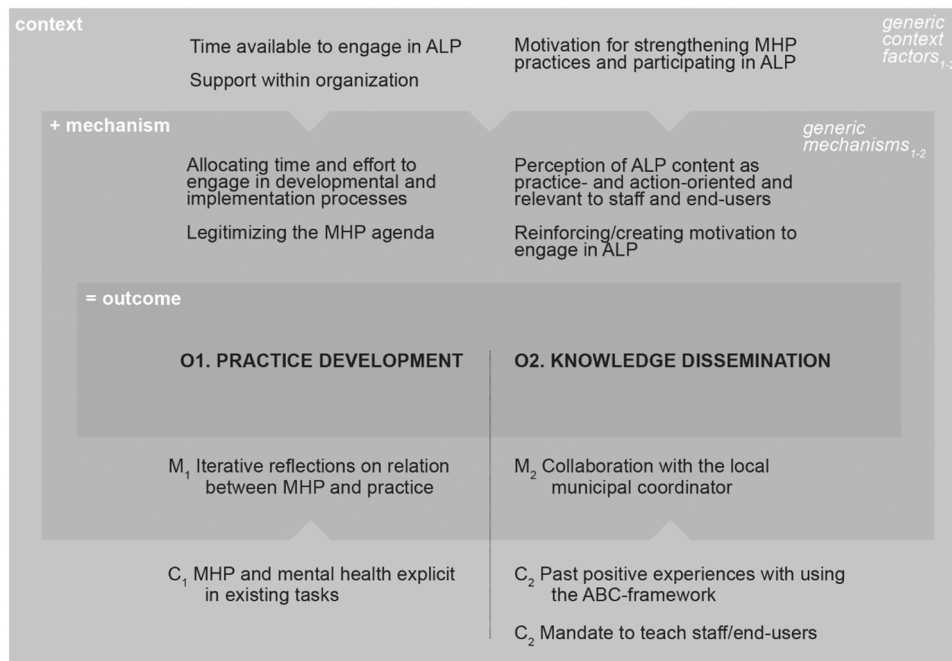 context
generic
context
factors1-2
Time available to engage in ALP
Support within organization
Motivation for strengthening MHP
practices and participating in ALP
+ mechanism
generic
mechanisms1-2
Allocating time and effort to
engage in developmental and
implementation processes
Legitimizing the MHP agenda
Perception of ALP content as
practice- and action-oriented and
relevant to staff and end-users
Reinforcing/creating motivation to
engage in ALP
= outcome
O1. PRACTICE DEVELOPMENT
O2. KNOWLEDGE DISSEMINATION
M1 Iterative reflections on relation
between MHP and practice
M2 Collaboration with the local
municipal coordinator
C1 MHP and mental health explicit
in existing tasks
C2 Past positive experiences with using
the ABC-framework
C2 Mandate to teach staff/end-users